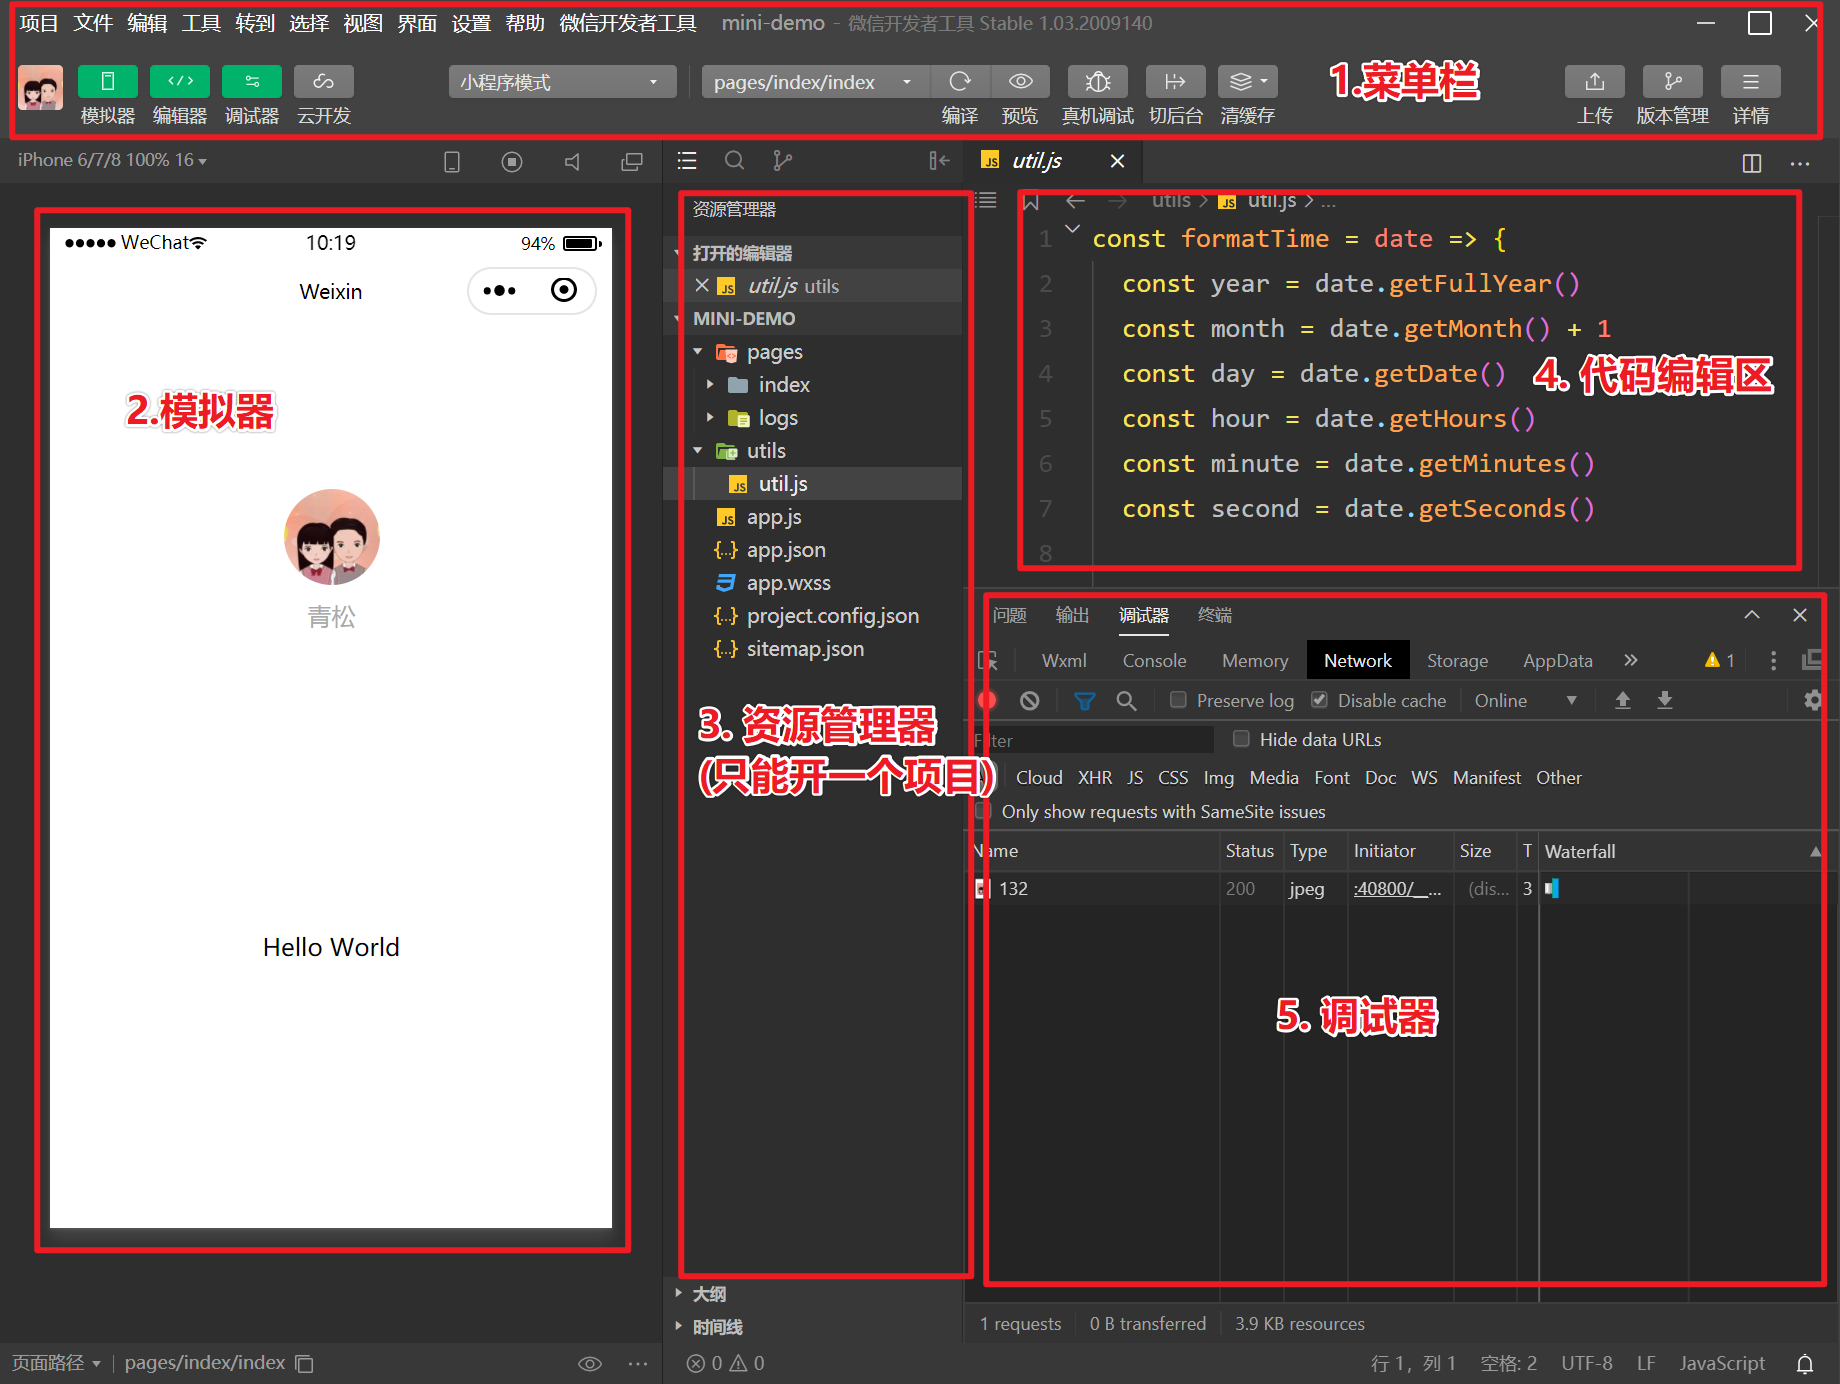 项目 文件 编辑 工具 转到 选择 视图 界面 设置 帮助 微信开发者工具 mini-demo - 微信开发者工具 Stable 1.03.2009140
小程序模式 pages/index/index
模拟器 编辑器 调试器 云开发 编译 预览 真机调试 切后台 清缓存 上传 版本管理 详情
1.菜单栏
iPhone 6/7/8 100% 16
WeChat 10:19 94%
Weixin
2.模拟器
青松
Hello World
页面路径 pages/index/index
资源管理器
打开的编辑器
util.js utils
MINI-DEMO
pages
index
logs
utils
util.js
app.js
app.json
app.wxss
project.config.json
sitemap.json
3. 资源管理器
(只能开一个项目)
大纲
时间线
0 0
util.js
utils > util.js > ...
1 const formatTime = date => {
2 const year = date.getFullYear()
3 const month = date.getMonth() + 1
4 const day = date.getDate()
5 const hour = date.getHours()
6 const minute = date.getMinutes()
7 const second = date.getSeconds()
8
4. 代码编辑区
问题 输出 调试器 终端
Wxml Console Memory Network Storage AppData 1
Preserve log Disable cache Online
Filter Hide data URLs
Cloud XHR JS CSS Img Media Font Doc WS Manifest Other
Only show requests with SameSite issues
Name Status Type Initiator Size T Waterfall
132 200 jpeg :40800/__... (dis... 3
5. 调试器
1 requests 0 B transferred 3.9 KB resources
行 1，列 1 空格: 2 UTF-8 LF JavaScript